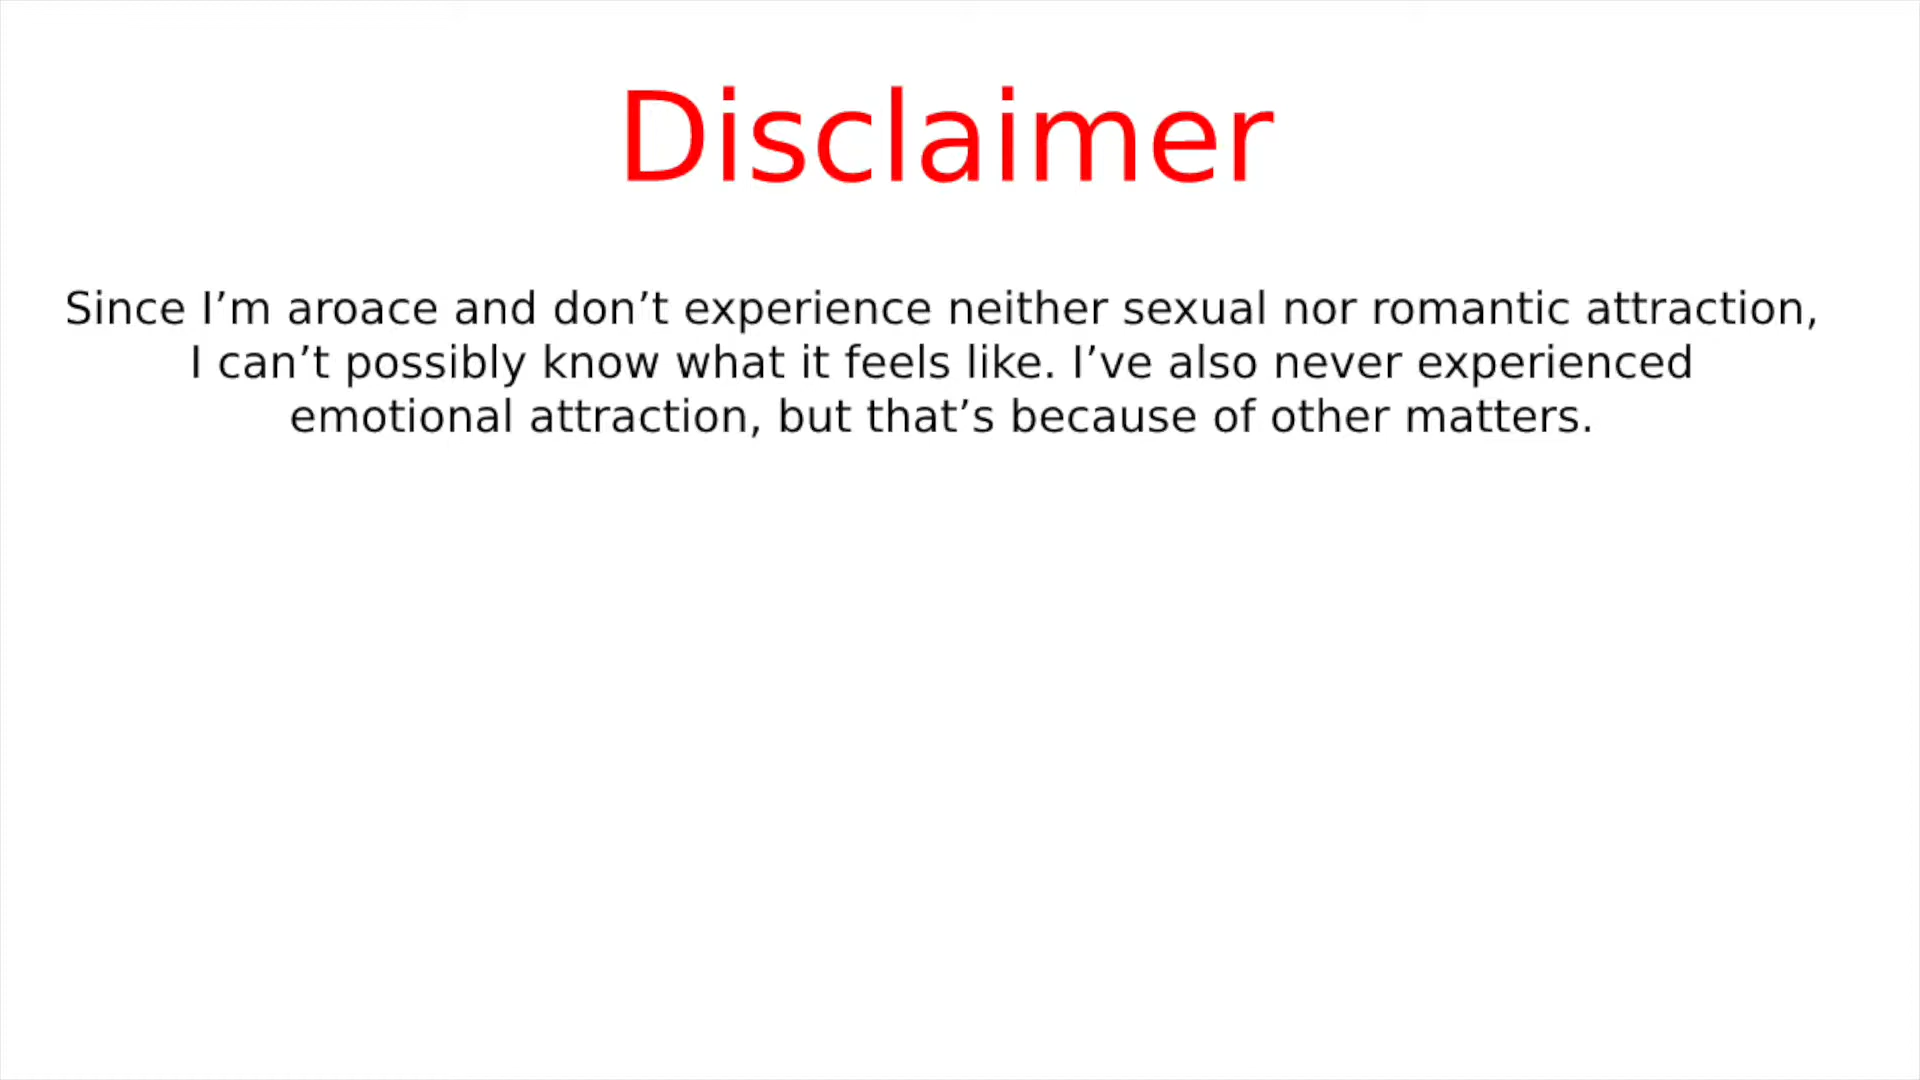 Disclaimer
Since I’m aroace and don’t experience neither sexual nor romantic attraction,
I can’t possibly know what it feels like. I’ve also never experienced
emotional attraction, but that’s because of other matters.